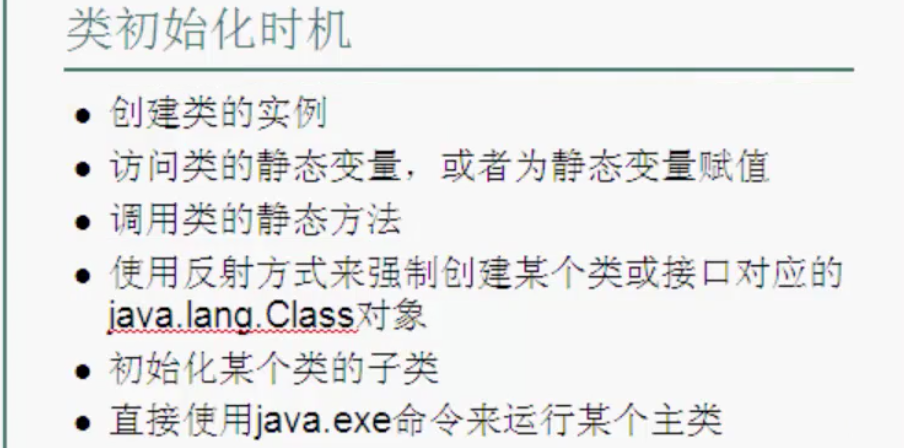 类初始化时机
● 创建类的实例
● 访问类的静态变量，或者为静态变量赋值
● 调用类的静态方法
● 使用反射方式来强制创建某个类或接口对应的
java.lang.Class对象
● 初始化某个类的子类
● 直接使用java.exe命令来运行某个主类